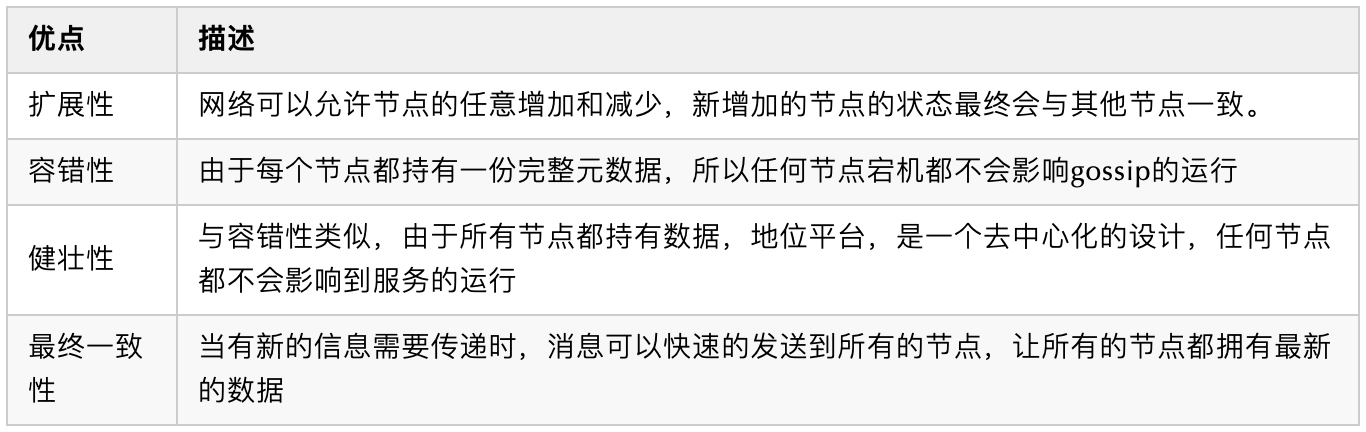 优点
描述
扩展性
网络可以允许节点的任意增加和减少，新增加的节点的状态最终会与其他节点一致。
容错性
由于每个节点都持有一份完整元数据，所以任何节点宕机都不会影响gossip的运行
健壮性
与容错性类似，由于所有节点都持有数据，地位平台，是一个去中心化的设计，任何节点
都不会影响到服务的运行
最终一致
性
当有新的信息需要传递时，消息可以快速的发送到所有的节点，让所有的节点都拥有最新
的数据